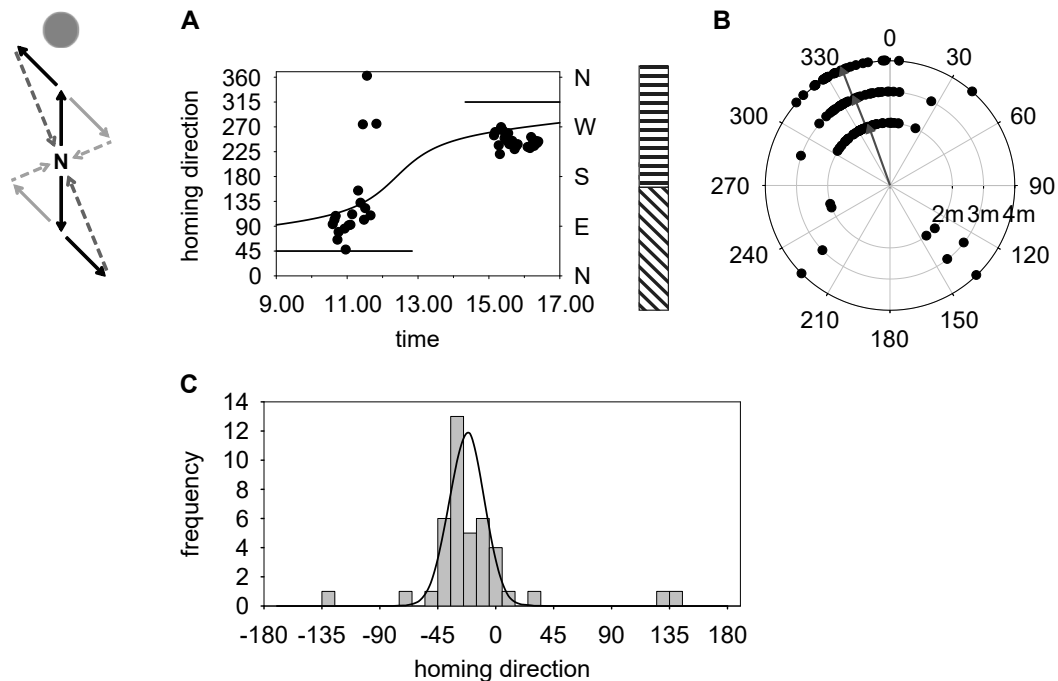 A
B
N
homing direction
360
315
270
225
180
135
90
45
0
N
W
S
E
N
9.00 11.00 13.00 15.00 17.00
time
0
30
60
90
120
150
180
210
240
270
300
330
2m 3m 4m
C
frequency
14
12
10
8
6
4
2
0
-180 -135 -90 -45 0 45 90 135 180
homing direction